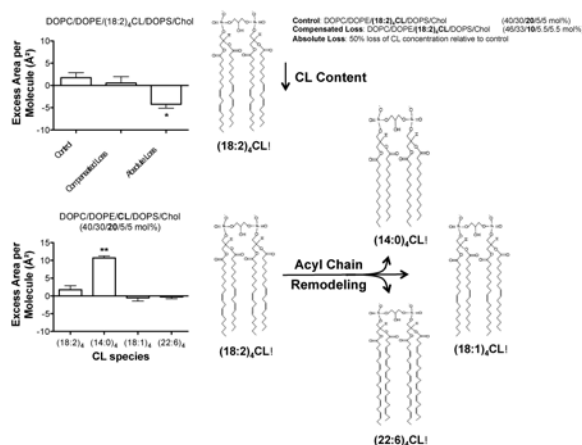 DOPC/DOPE/(18:2)₄CL/DOPS/Chol
Control: DOPC/DOPE/(18:2)₄CL/DOPS/Chol (40/30/20/5/5 mol%)
Compensated Loss: DOPC/DOPE/(18:2)₄CL/DOPS/Chol (46/33/10/5.5/5.5 mol%)
Absolute Loss: 50% loss of CL concentration relative to control
Excess Area per
Molecule (Å²)
10
5
0
-5
-10
*
Control
Compensated Loss
Absolute Loss
(18:2)₄CL!
CL Content
(14:0)₄CL!
DOPC/DOPE/CL/DOPS/Chol
(40/30/20/5/5 mol%)
Excess Area per
Molecule (Å²)
15
10
5
0
-5
-10
**
(18:2)₄ (14:0)₄ (18:1)₄ (22:6)₄
CL species
(18:2)₄CL!
Acyl Chain
Remodeling
(18:1)₄CL!
(22:6)₄CL!